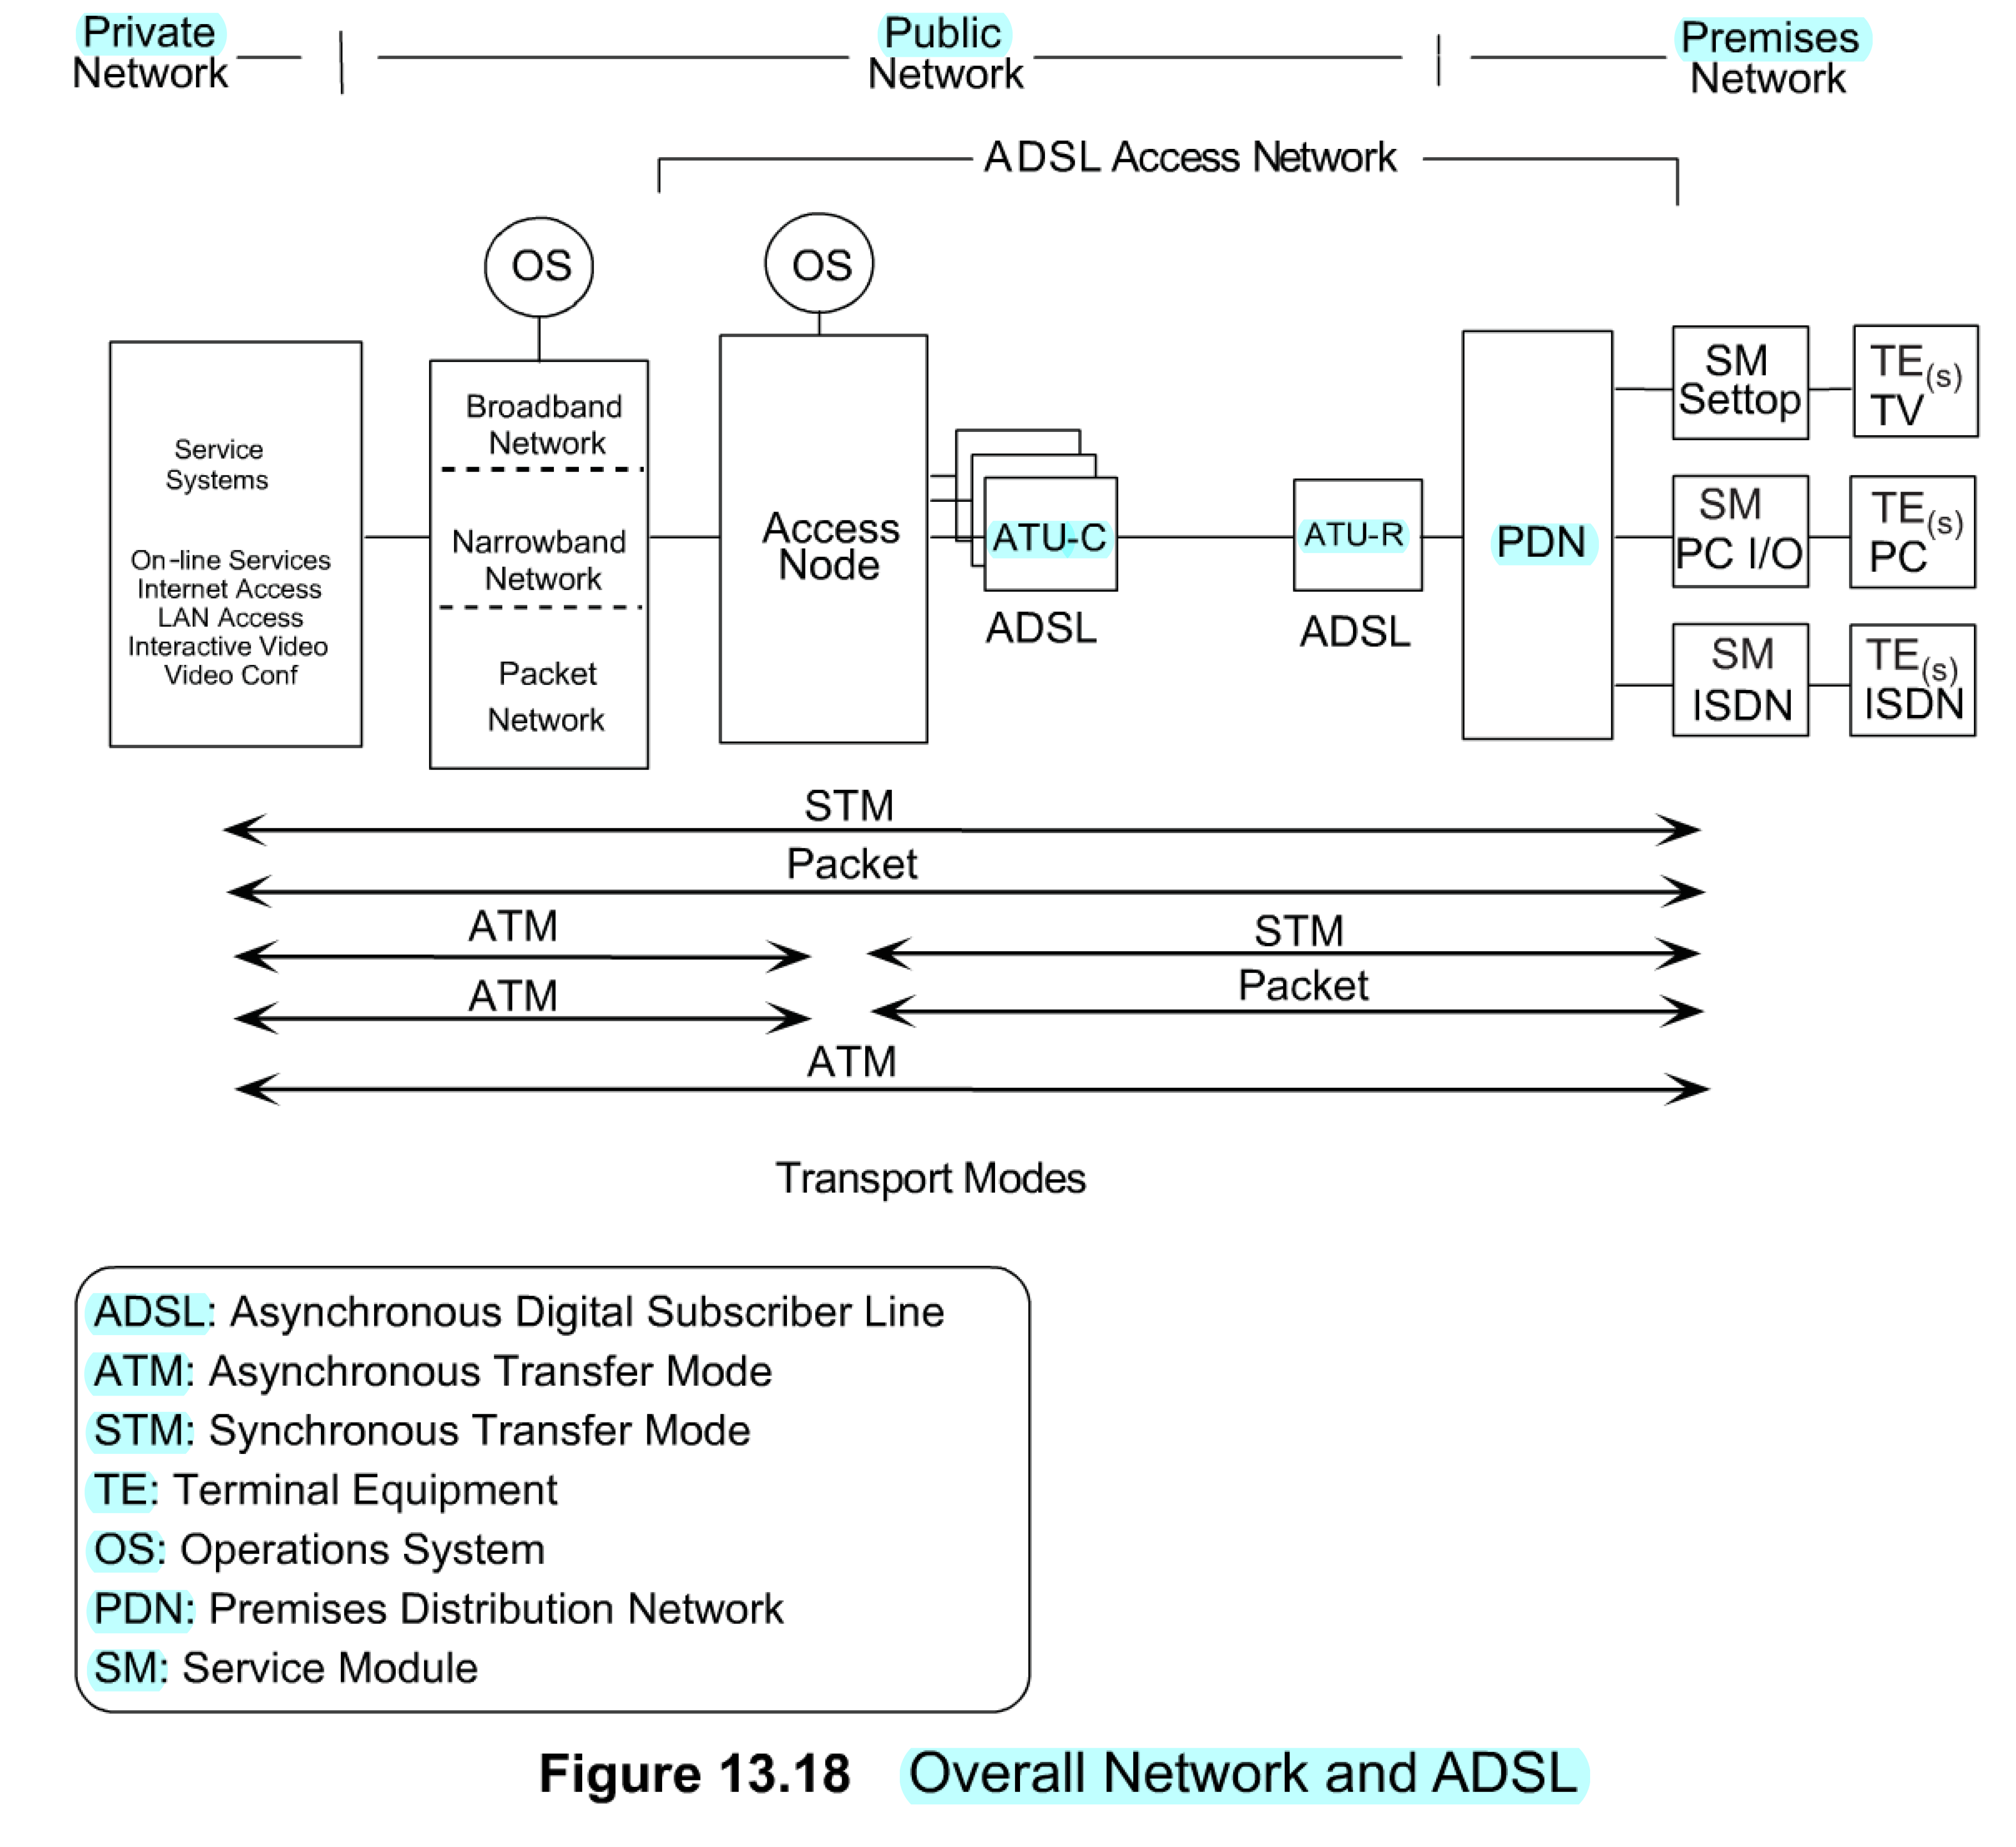 Private
Network
Public
Network
Premises
Network
ADSL Access Network
OS
OS
Service
Systems
On-line Services
Internet Access
LAN Access
Interactive Video
Video Conf
Broadband
Network
Narrowband
Network
Packet
Network
Access
Node
ATU-C
ADSL
ATU-R
ADSL
PDN
SM
Settop
TE(s)
TV
SM
PC I/O
TE(s)
PC
SM
ISDN
TE(s)
ISDN
STM
Packet
ATM
STM
ATM
Packet
ATM
Transport Modes
ADSL: Asynchronous Digital Subscriber Line
ATM: Asynchronous Transfer Mode
STM: Synchronous Transfer Mode
TE: Terminal Equipment
OS: Operations System
PDN: Premises Distribution Network
SM: Service Module
Figure 13.18 Overall Network and ADSL